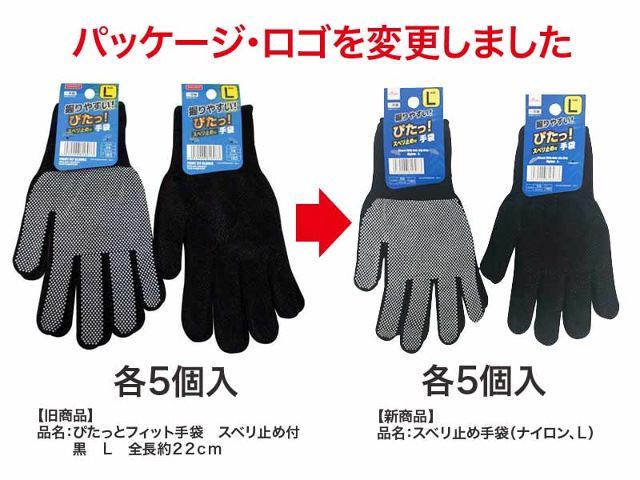 パッケージ・ロゴを変更しました
L
握りやすい!
ぴたっ!
スベリ止め付 手袋
L
握りやすい!
ぴたっ!
スベリ止め付 手袋
L
握りやすい!
ぴたっ!
スベリ止め付 手袋
L
握りやすい!
ぴたっ!
スベリ止め付 手袋
各5個入
各5個入
【旧商品】
品名:ぴたっとフィット手袋 スベリ止め付
黒 L 全長約22cm
【新商品】
品名:スベリ止め手袋(ナイロン、L)